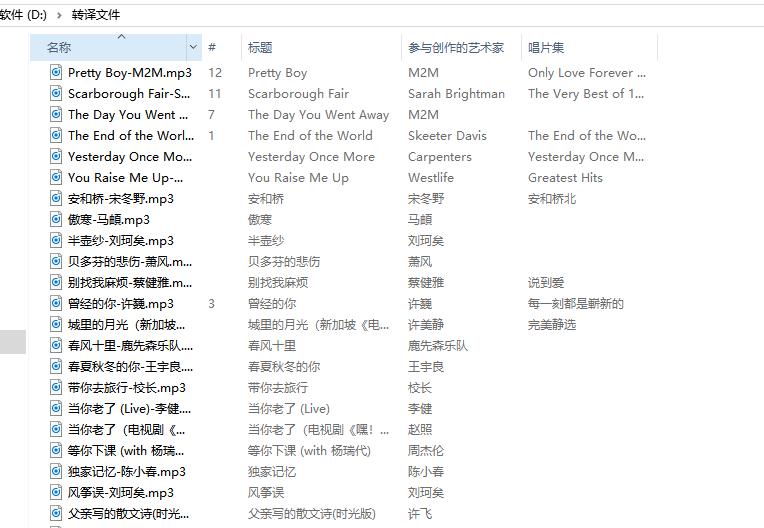 软件 (D:) › 转译文件
名称 # 标题 参与创作的艺术家 唱片集
Pretty Boy-M2M.mp3 12 Pretty Boy M2M Only Love Forever ...
Scarborough Fair-S... 11 Scarborough Fair Sarah Brightman The Very Best of 1...
The Day You Went ... 7 The Day You Went Away M2M
The End of the Worl... 1 The End of the World Skeeter Davis The End of the Wo...
Yesterday Once Mo... Yesterday Once More Carpenters Yesterday Once M...
You Raise Me Up-... You Raise Me Up Westlife Greatest Hits
安和桥-宋冬野.mp3 安和桥 宋冬野 安和桥北
傲寒-马頔.mp3 傲寒 马頔
半壶纱-刘珂矣.mp3 半壶纱 刘珂矣
贝多芬的悲伤-萧风.m... 贝多芬的悲伤 萧风
别找我麻烦-蔡健雅.m... 别找我麻烦 蔡健雅 说到爱
曾经的你-许巍.mp3 3 曾经的你 许巍 每一刻都是崭新的
城里的月光（新加坡... 城里的月光（新加坡《电... 许美静 完美静选
春风十里-鹿先森乐队.... 春风十里 鹿先森乐队
春夏秋冬的你-王宇良.... 春夏秋冬的你 王宇良
带你去旅行-校长.mp3 带你去旅行 校长
当你老了 (Live)-李健.... 当你老了 (Live) 李健
当你老了（电视剧《... 当你老了（电视剧《嘿！... 赵照
等你下课 (with 杨瑞... 等你下课 (with 杨瑞代) 周杰伦
独家记忆-陈小春.mp3 独家记忆 陈小春
风筝误-刘珂矣.mp3 风筝误 刘珂矣
父亲写的散文诗(时光... 父亲写的散文诗(时光版) 许飞